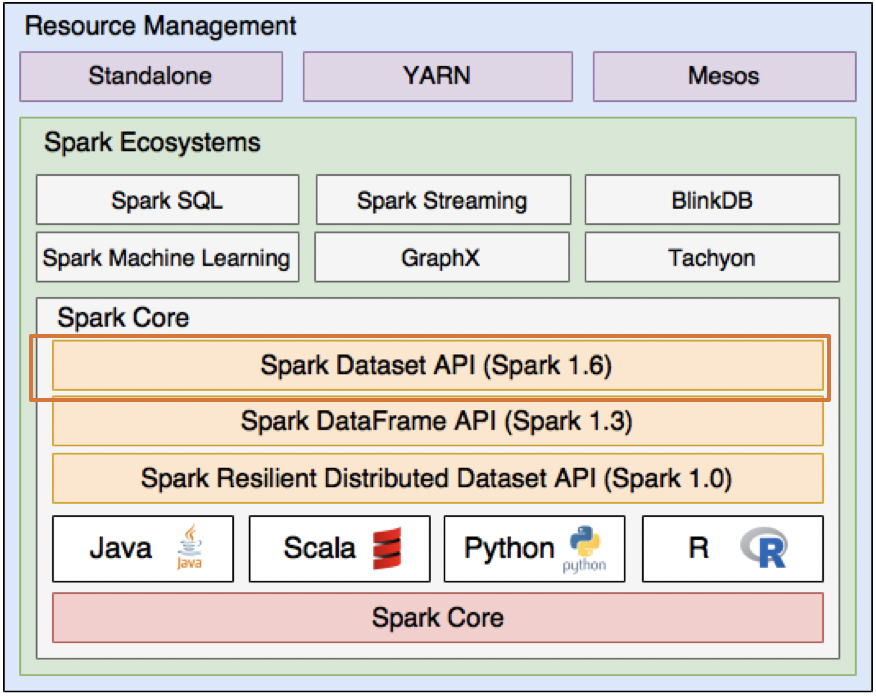 Resource Management
Standalone
YARN
Mesos
Spark Ecosystems
Spark SQL
Spark Streaming
BlinkDB
Spark Machine Learning
GraphX
Tachyon
Spark Core
Spark Dataset API (Spark 1.6)
Spark DataFrame API (Spark 1.3)
Spark Resilient Distributed Dataset API (Spark 1.0)
Java
Java
Scala
Python
python
R
R
Spark Core